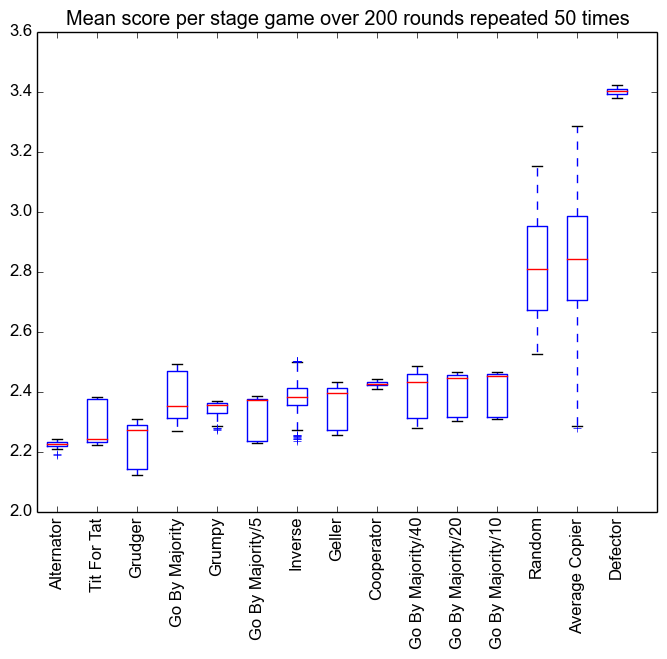 Mean score per stage game over 200 rounds repeated 50 times
3.6
3.4
3.2
3.0
2.8
2.6
2.4
2.2
2.0
Alternator
Tit For Tat
Grudger
Go By Majority
Grumpy
Go By Majority/5
Inverse
Geller
Cooperator
Go By Majority/40
Go By Majority/20
Go By Majority/10
Random
Average Copier
Defector